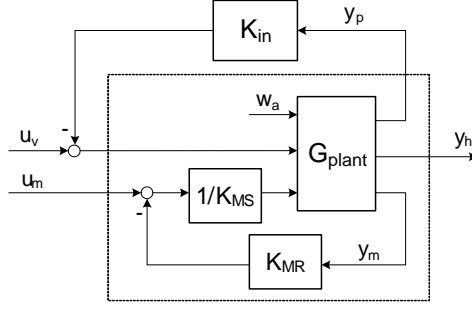 K_in
y_p
w_a
-
u_v
G_plant
y_h
u_m
1/K_MS
-
K_MR
y_m